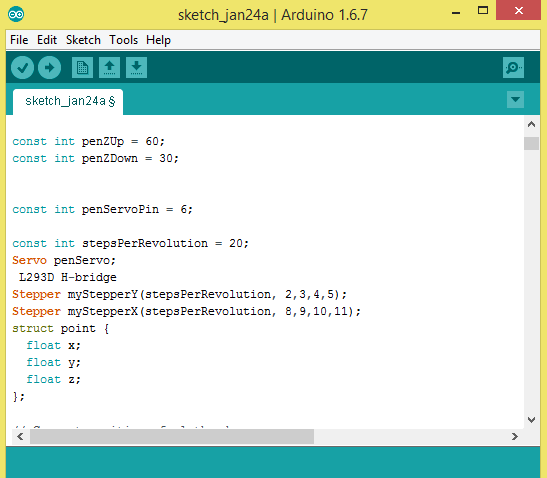 sketch_jan24a | Arduino 1.6.7
File Edit Sketch Tools Help
sketch_jan24a §
const int penZUp = 60;
const int penZDown = 30;
const int penServoPin = 6;
const int stepsPerRevolution = 20;
Servo penServo;
L293D H-bridge
Stepper myStepperY(stepsPerRevolution, 2,3,4,5);
Stepper myStepperX(stepsPerRevolution, 8,9,10,11);
struct point {
float x;
float y;
float z;
};